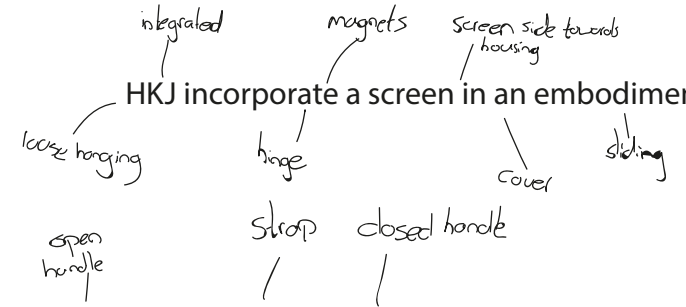 integrated
magnets
screen side towards
housing
HKJ incorporate a screen in an embodimen
loose hanging
hinge
cover
sliding
open
handle
strap
closed handle